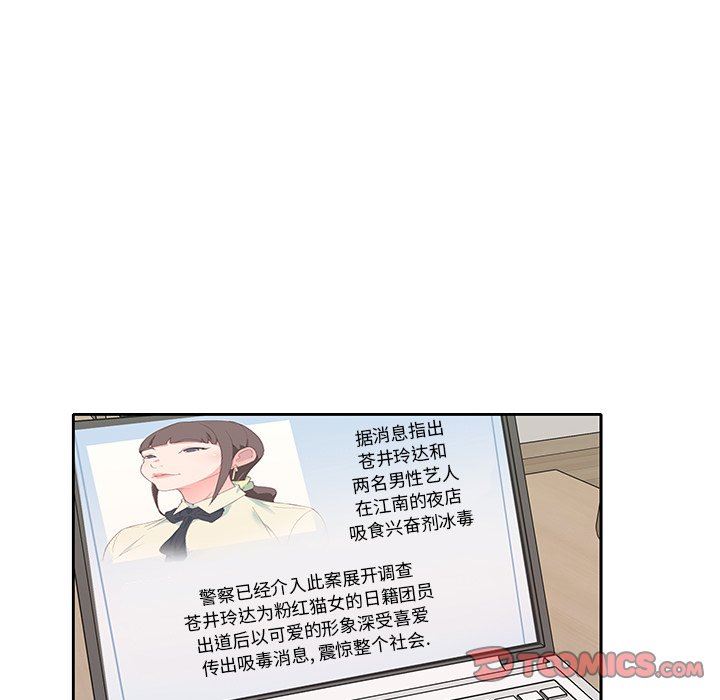 据消息指出
苍井玲达和
两名男性艺人
在江南的夜店
吸食兴奋剂冰毒
警察已经介入此案展开调查
苍井玲达为粉红猫女的日籍团员
出道后以可爱的形象深受喜爱
传出吸毒消息,震惊整个社会.
TOOMICS.COM